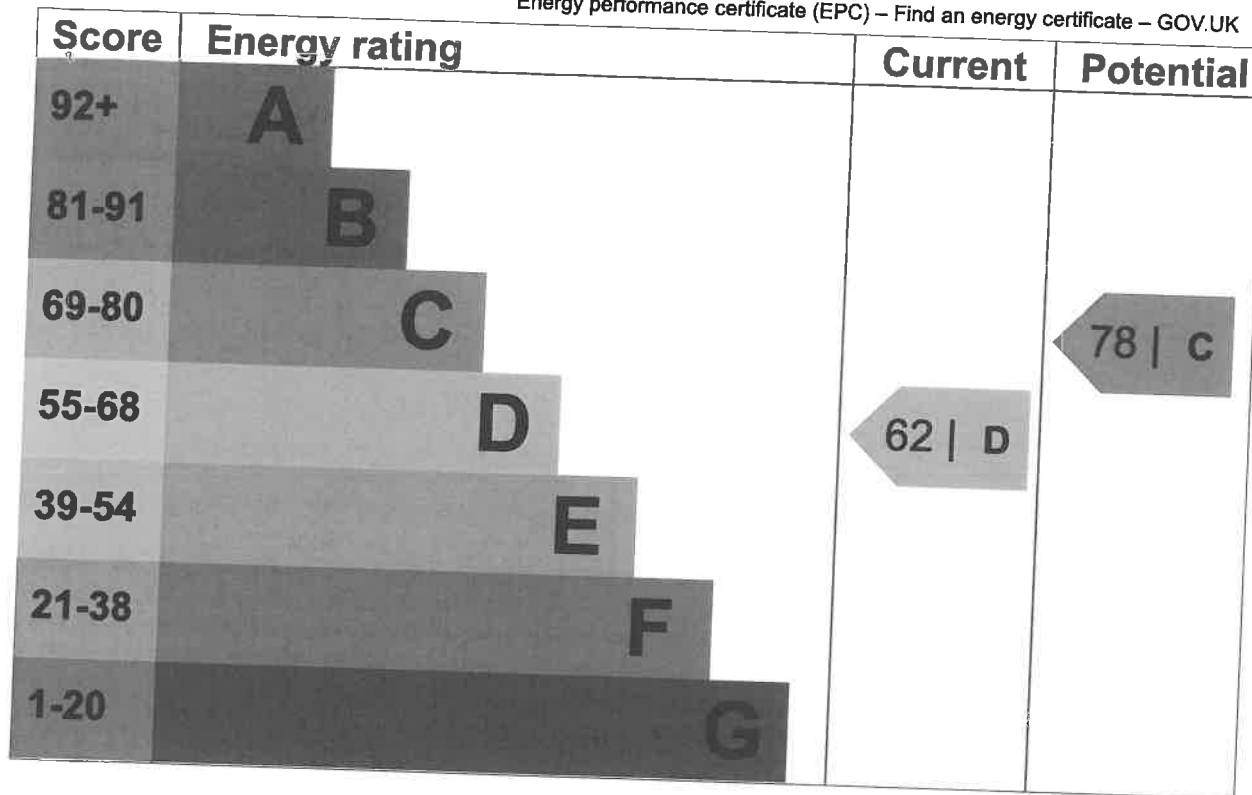 Energy performance certificate (EPC) – Find an energy certificate – GOV.UK
Score Energy rating Current Potential
92+ A
81-91 B
69-80 C
78 | C
55-68 D
62 | D
39-54 E
21-38 F
1-20 G